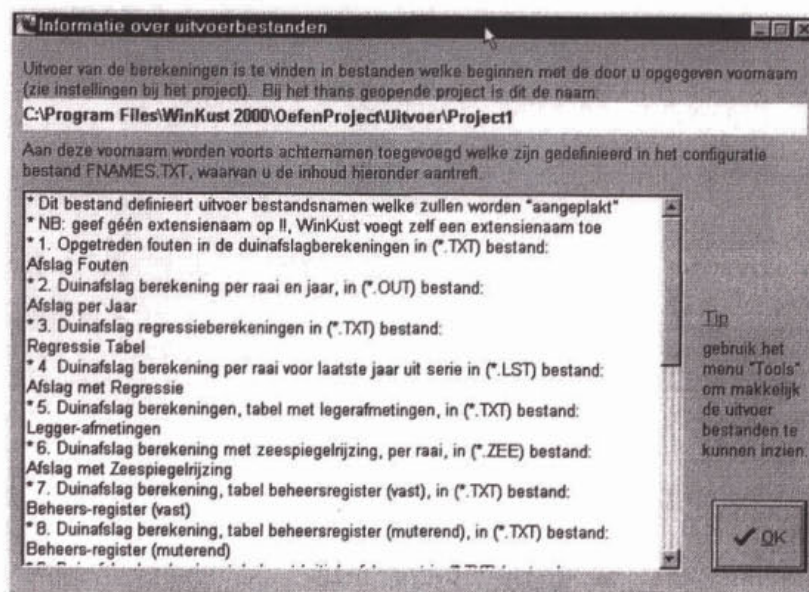 Informatie over uitvoerbestanden
Uitvoer van de berekeningen is te vinden in bestanden welke beginnen met de door u opgegeven voornaam
(zie instellingen bij het project). Bij het thans geopende project is dit de naam:
C:\Program Files\WinKust 2000\OefenProject\Uitvoer\Project1
Aan deze voornaam worden voorts achternamen toegevoegd welke zijn gedefinieerd in het configuratie
bestand FNAMES.TXT, waarvan u de inhoud hieronder aantreft.
* Dit bestand definieert uitvoer bestandsnamen welke zullen worden "aangeplakt"
* NB: geef géén extensienaam op !!, WinKust voegt zelf een extensienaam toe
* 1. Opgetreden fouten in de duinafslagberekeningen in (*.TXT) bestand:
Afslag Fouten
* 2. Duinafslag berekening per raai en jaar, in (*.OUT) bestand:
Afslag per Jaar
* 3. Duinafslag regressieberekeningen in (*.TXT) bestand:
Regressie Tabel
* 4 Duinafslag berekening per raai voor laatste jaar uit serie in (*.LST) bestand:
Afslag met Regressie
* 5. Duinafslag berekeningen, tabel met legerafmetingen, in (*.TXT) bestand:
Legger-afmetingen
* 6. Duinafslag berekening met zeespiegelrijzing, per raai, in (*.ZEE) bestand:
Afslag met Zeespiegelrijzing
* 7. Duinafslag berekening, tabel beheersregister (vast), in (*.TXT) bestand:
Beheers-register (vast)
* 8. Duinafslag berekening, tabel beheersregister (muterend), in (*.TXT) bestand:
Beheers-register (muterend)
Tip
gebruik het
menu "Tools"
om makkelijk
de uitvoer
bestanden te
kunnen inzien.
OK